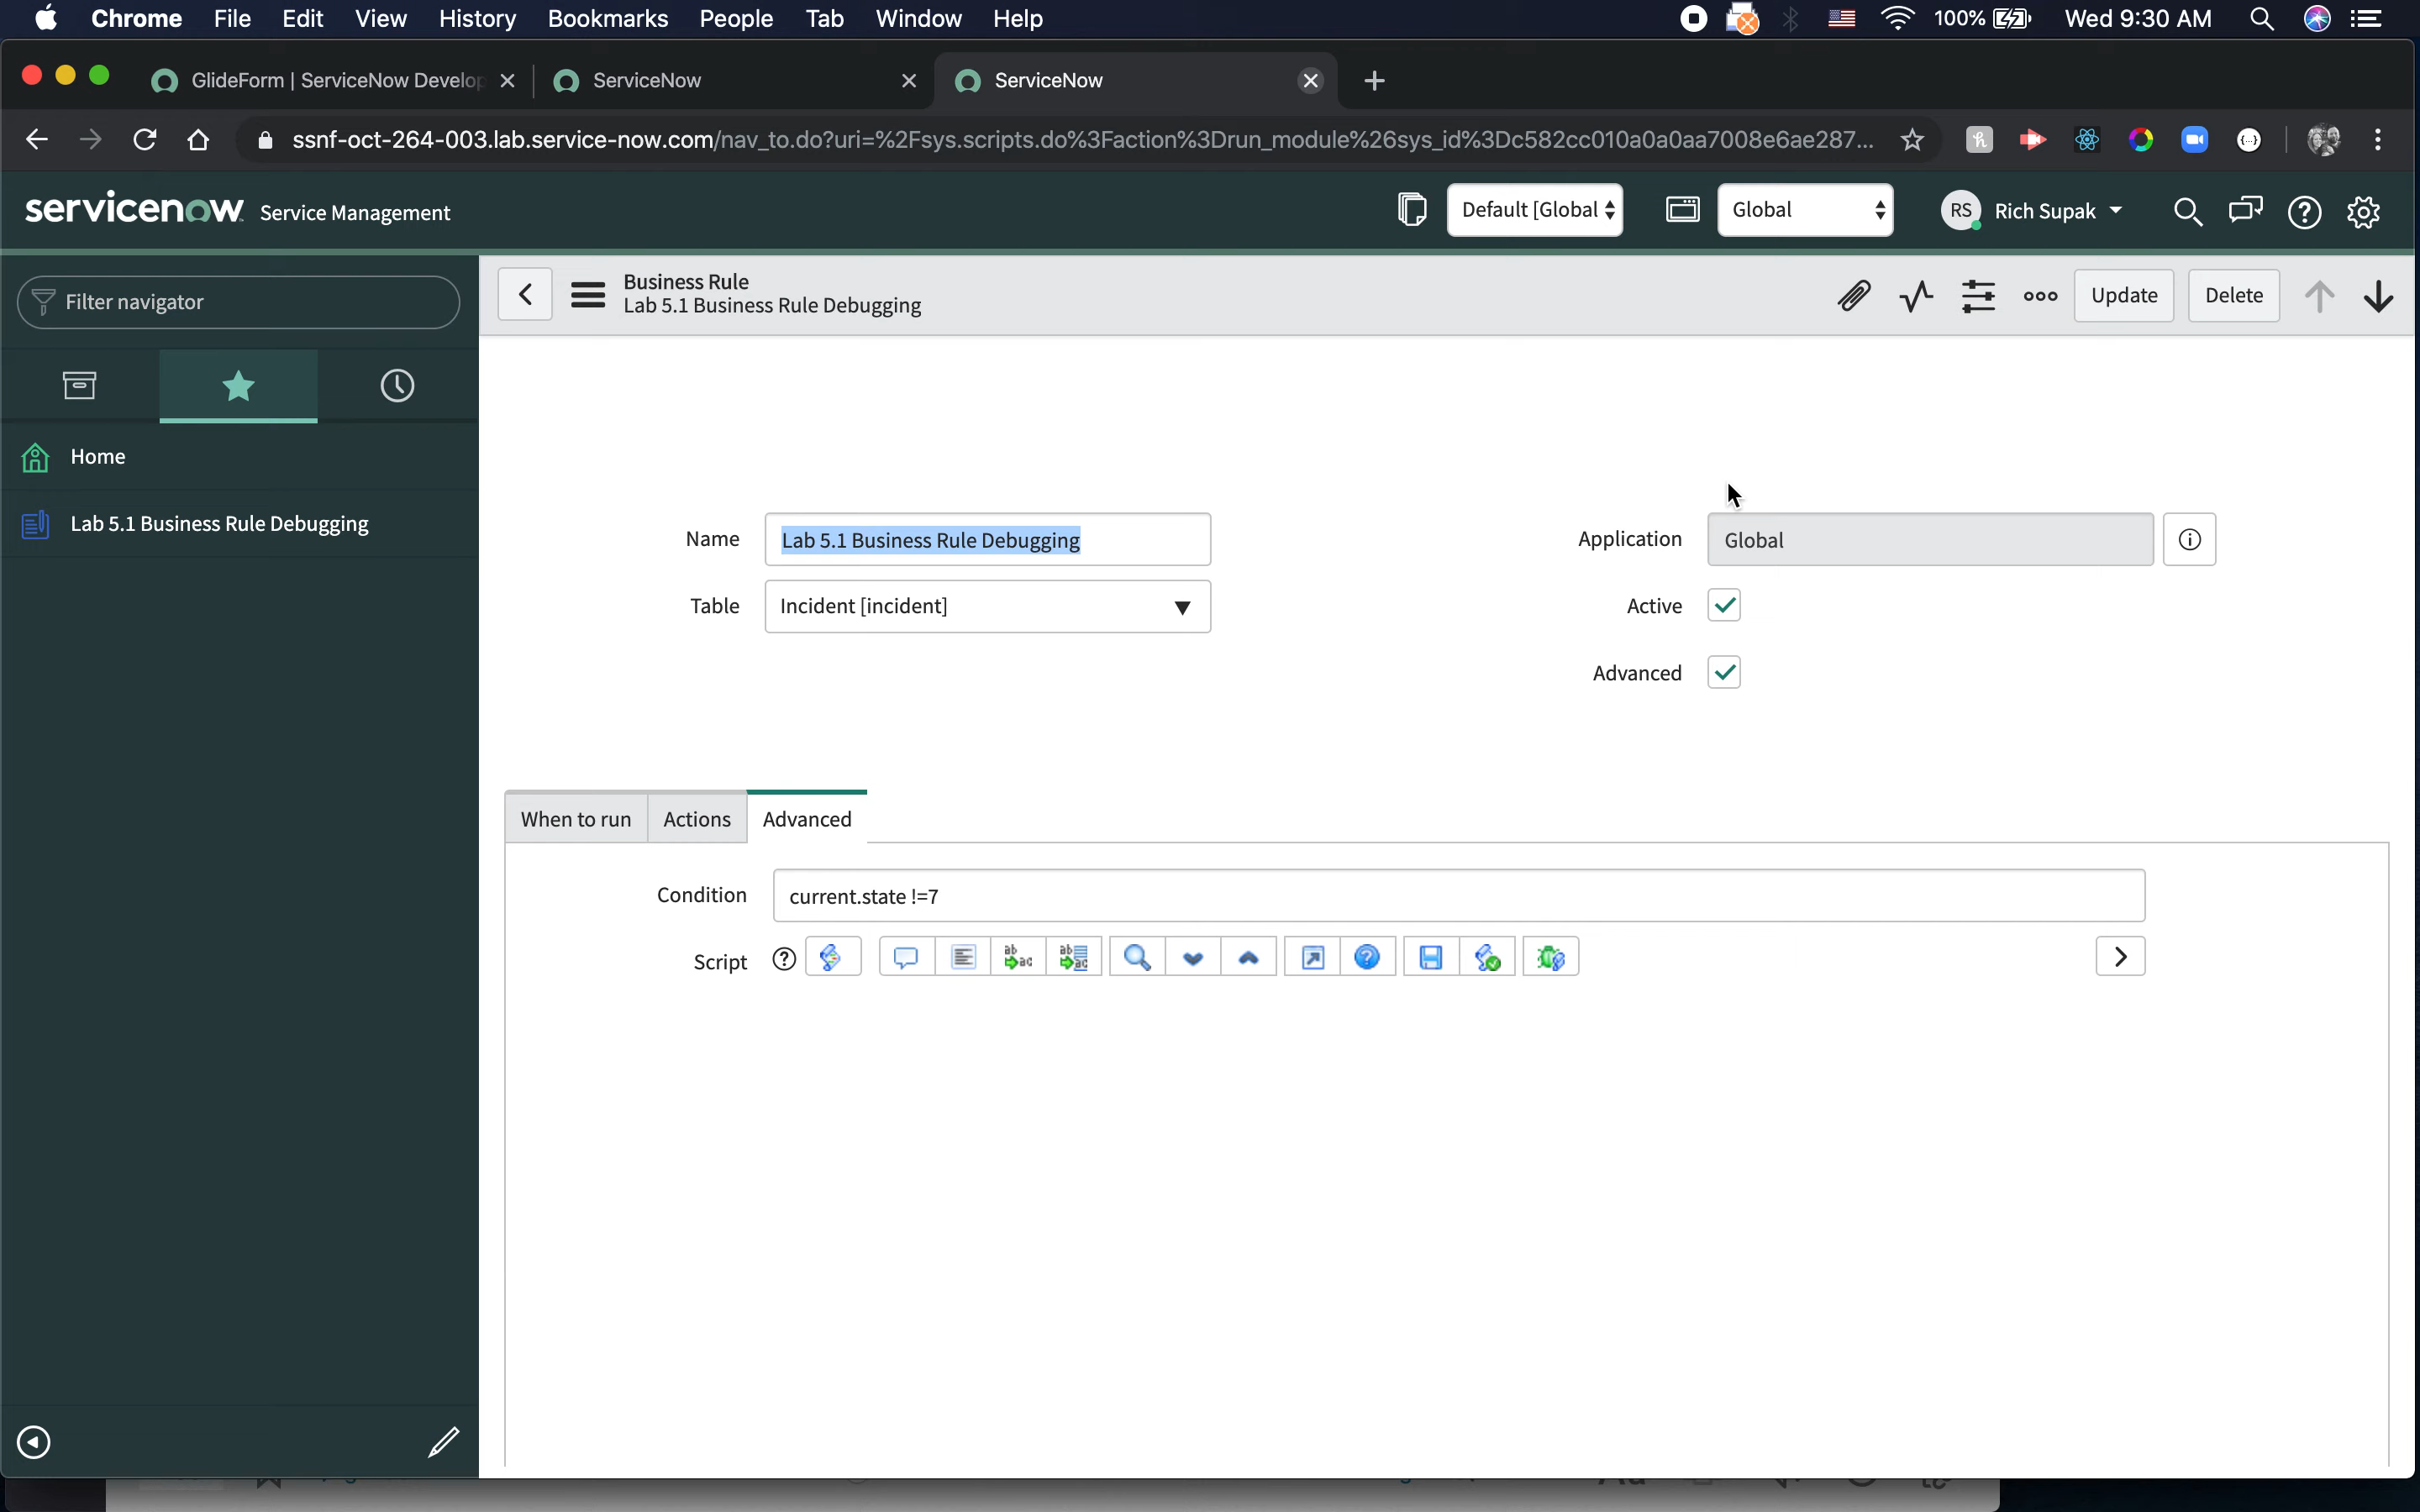 Chrome File Edit View History Bookmarks People Tab Window Help 100% Wed 9:30 AM
GlideForm | ServiceNow Develop ServiceNow ServiceNow
ssnf-oct-264-003.lab.service-now.com/nav_to.do?uri=%2Fsys.scripts.do%3Faction%3Drun_module%26sys_id%3Dc582cc010a0a0aa7008e6ae287...
servicenow Service Management Default [Global Global RS Rich Supak
Filter navigator
Home
Lab 5.1 Business Rule Debugging
Business Rule
Lab 5.1 Business Rule Debugging
Update Delete
Name Lab 5.1 Business Rule Debugging Application Global
Table Incident [incident] Active
Advanced
When to run Actions Advanced
Condition current.state !=7
Script